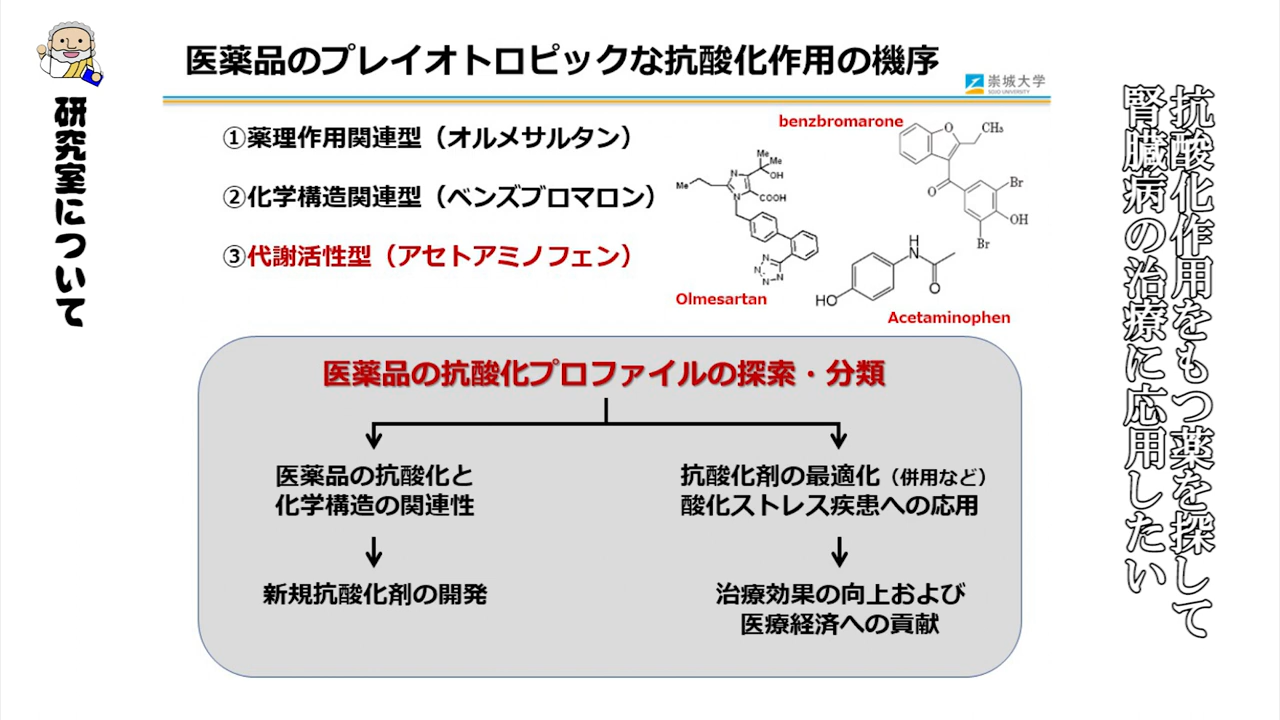 研究室について
医薬品のプレイオトロピックな抗酸化作用の機序
崇城大学
SOJO UNIVERSITY
①薬理作用関連型（オルメサルタン）
②化学構造関連型（ベンズブロマロン）
③代謝活性型（アセトアミノフェン）
benzbromarone
O
CH₃
O
Br
OH
Br
Me
Me
OH
Me
N
N
COOH
N
N
N
N
H
Olmesartan
H
N
HO
O
Acetaminophen
医薬品の抗酸化プロファイルの探索・分類
医薬品の抗酸化と
化学構造の関連性
新規抗酸化剤の開発
抗酸化剤の最適化（併用など）
酸化ストレス疾患への応用
治療効果の向上および
医療経済への貢献
抗酸化作用をもつ薬を探して
腎臓病の治療に応用したい